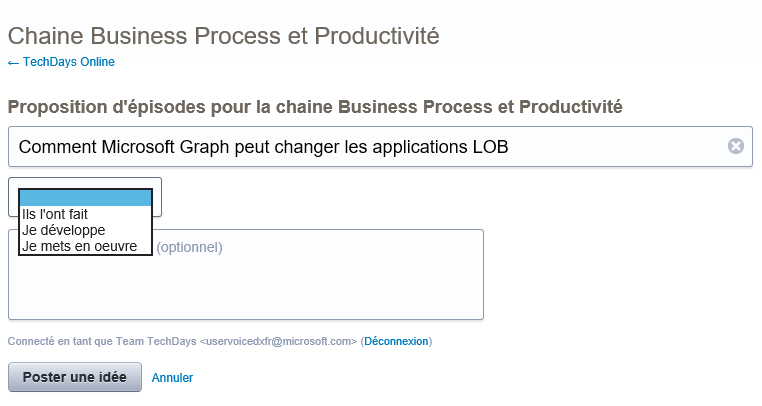 Chaine Business Process et Productivité
← TechDays Online
Proposition d'épisodes pour la chaine Business Process et Productivité
Comment Microsoft Graph peut changer les applications LOB
Ils l'ont fait
Je développe
Je mets en oeuvre
(optionnel)
Connecté en tant que Team TechDays <uservoicedxfr@microsoft.com> (Déconnexion)
Poster une idée Annuler